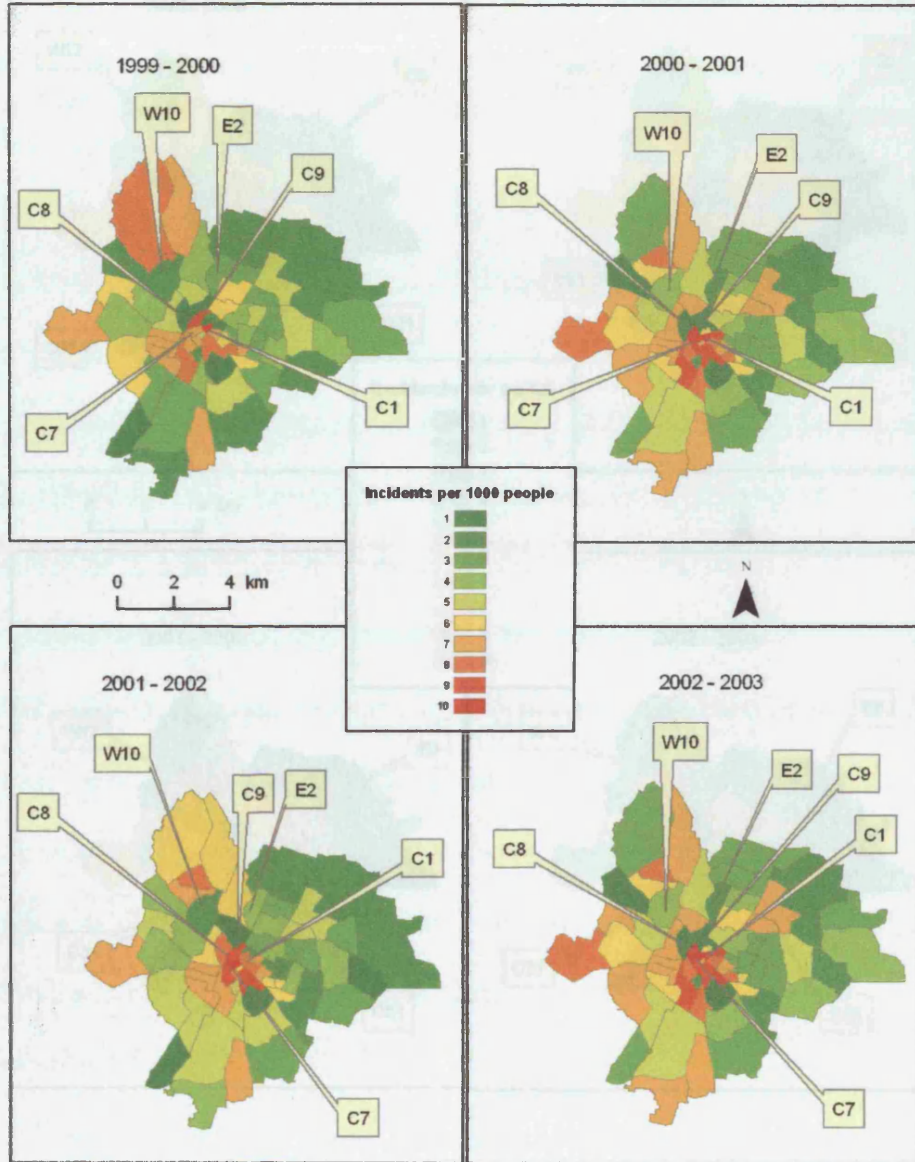 1999 - 2000
W10
E2
C9
C8
C7
C1
2000 - 2001
W10
E2
C9
C8
C7
C1
Incidents per 1000 people
1
2
3
4
5
6
7
8
9
10
0 2 4 km
N
2001 - 2002
W10
C9
E2
C8
C1
C7
2002 - 2003
W10
E2
C9
C8
C1
C7